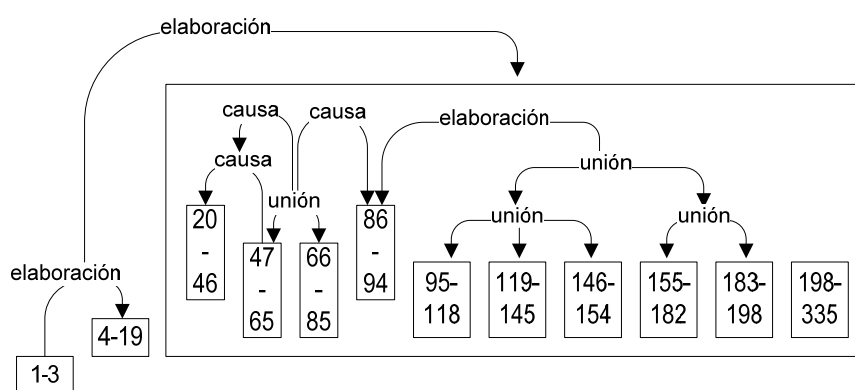 elaboración
causa
causa
elaboración
causa
unión
unión
20
-
46
86
-
94
unión
unión
47
-
65
66
-
85
elaboración
95-
118
119-
145
146-
154
155-
182
183-
198
198-
335
4-19
1-3